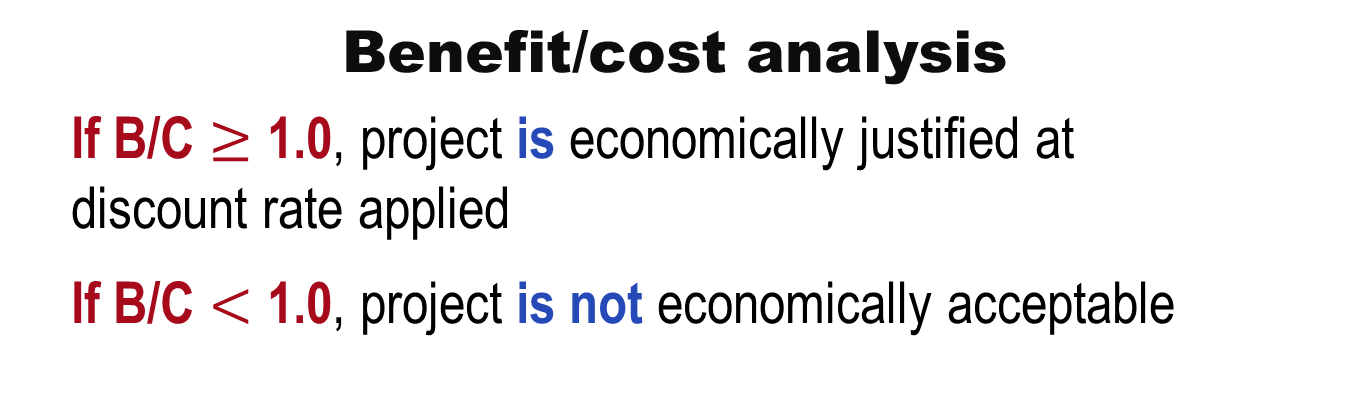 Benefit/cost analysis
If B/C ≥ 1.0, project is economically justified at
discount rate applied
If B/C < 1.0, project is not economically acceptable